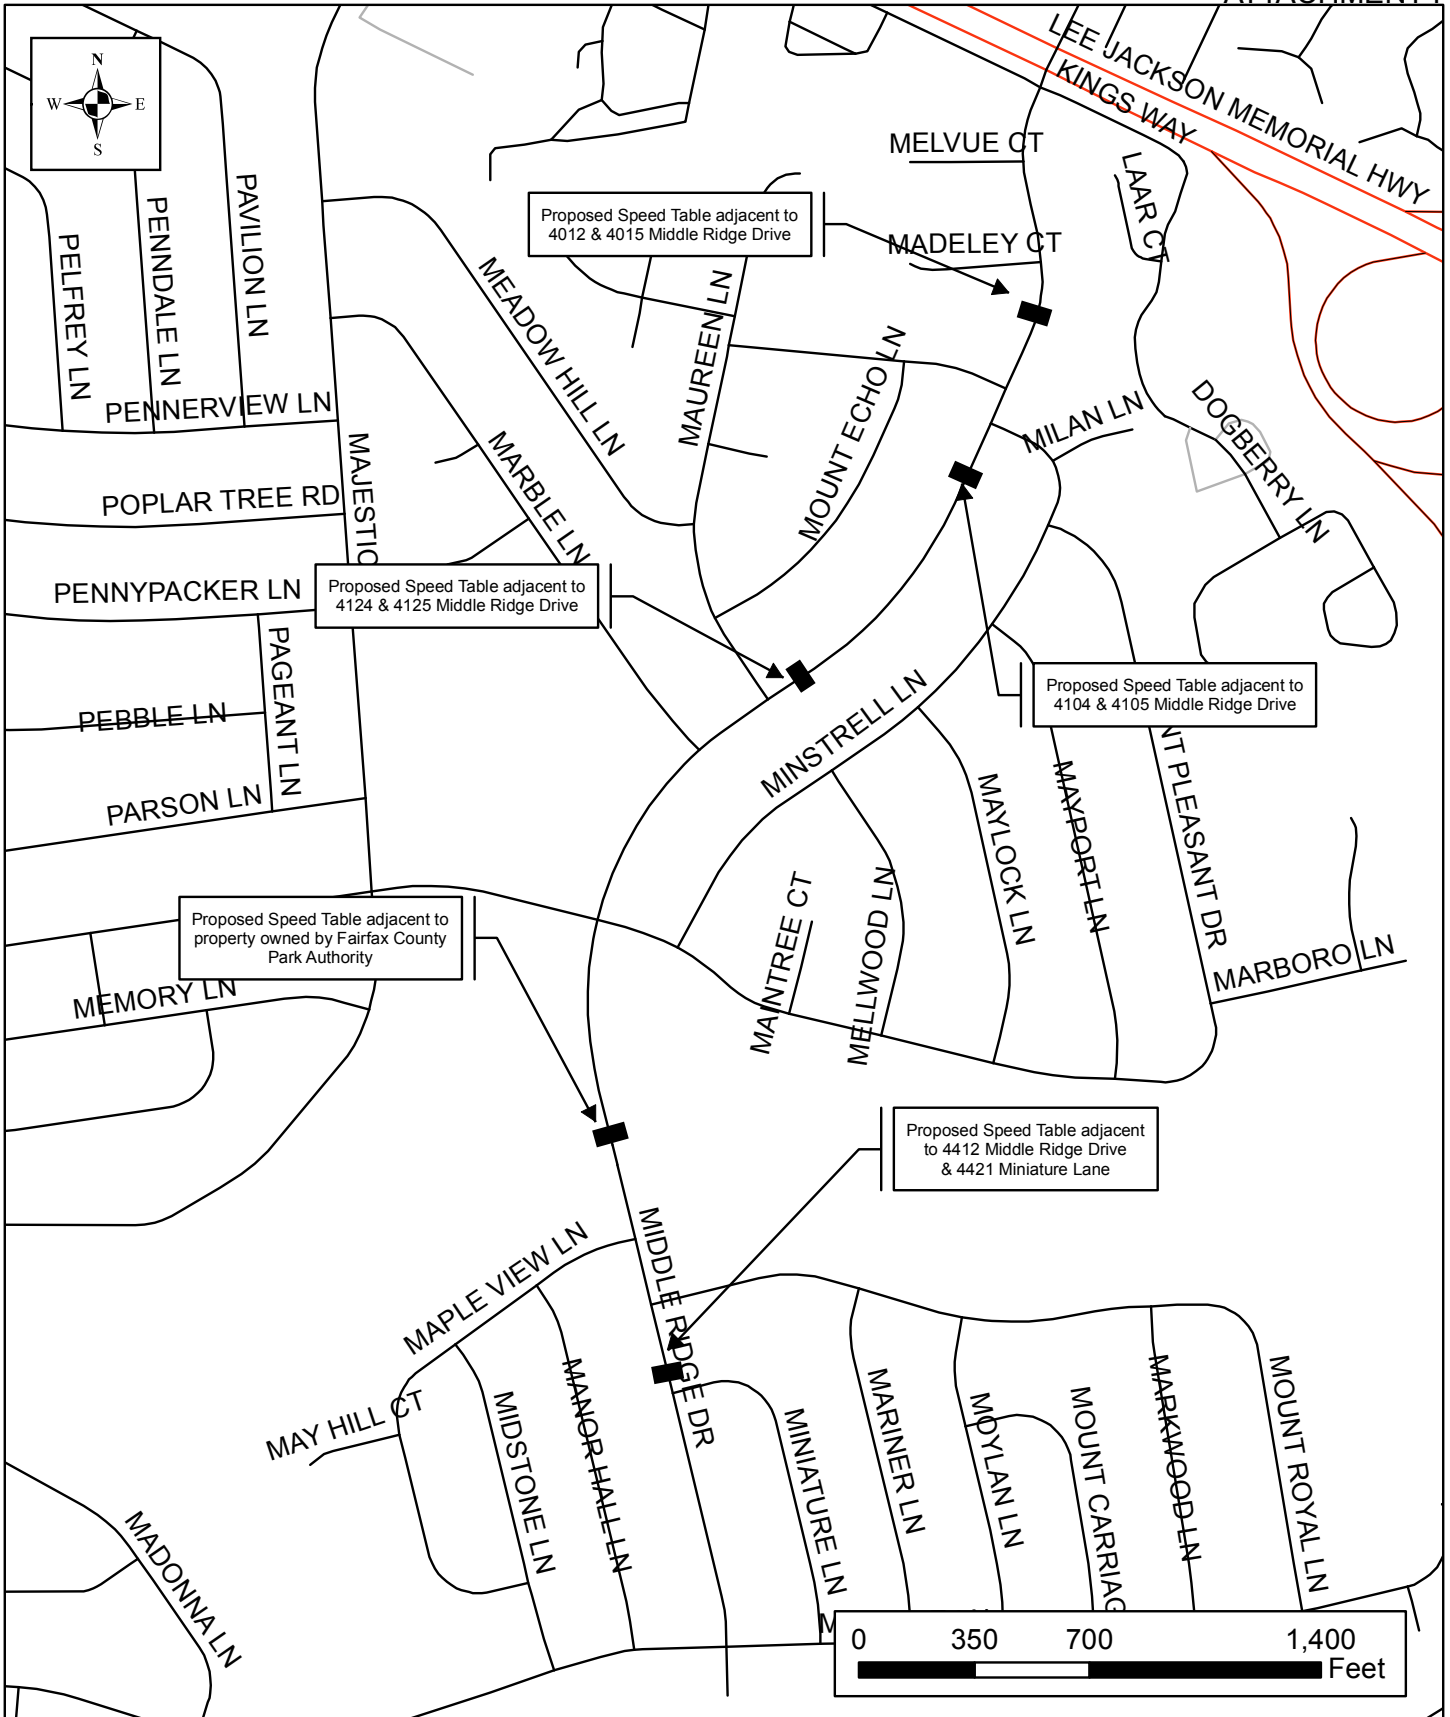 LEE JACKSON MEMORIAL HWY
KINGS WAY
N
W
E
S
MELVUE CT
LAAR CT
PAVILION LN
PENNDALE LN
PELFREY LN
Proposed Speed Table adjacent to
4012 & 4015 Middle Ridge Drive
MADELEY CT
MEADOW HILL LN
MAUREEN LN
MOUNT ECHO LN
MILAN LN
DOGBERRY LN
PENNERVIEW LN
MAJESTIC
MARBLE LN
POPLAR TREE RD
PENNYPACKER LN
Proposed Speed Table adjacent to
4124 & 4125 Middle Ridge Drive
PAGEANT LN
PEBBLE LN
MINSTRELL LN
Proposed Speed Table adjacent to
4104 & 4105 Middle Ridge Drive
NT PLEASANT DR
PARSON LN
MAYLOCK LN
MAYPORT LN
MAINTREE CT
MELLWOOD LN
Proposed Speed Table adjacent to
property owned by Fairfax County
Park Authority
MARBORO LN
MEMORY LN
Proposed Speed Table adjacent
to 4412 Middle Ridge Drive
& 4421 Miniature Lane
MAPLE VIEW LN
MIDDLE RIDGE DR
MAY HILL CT
MIDSTONE LN
MANOR HALL LN
MINIATURE LN
MARINER LN
MOYLAN LN
MOUNT CARRIAG
MARKWOOD LN
MOUNT ROYAL LN
MADONNA LN
0 350 700 1,400
Feet